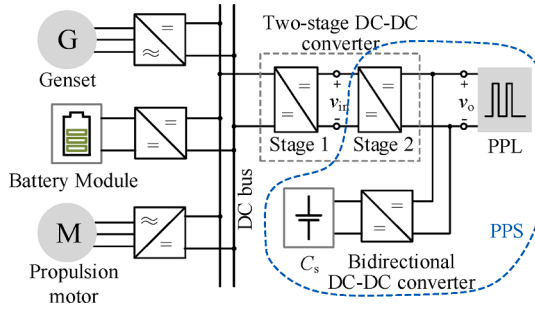 Two-stage DC-DC
converter
G
Genset
v_in
v_o
Stage 1
Stage 2
PPL
Battery Module
DC bus
M
Propulsion
motor
C_s
Bidirectional
DC-DC converter
PPS